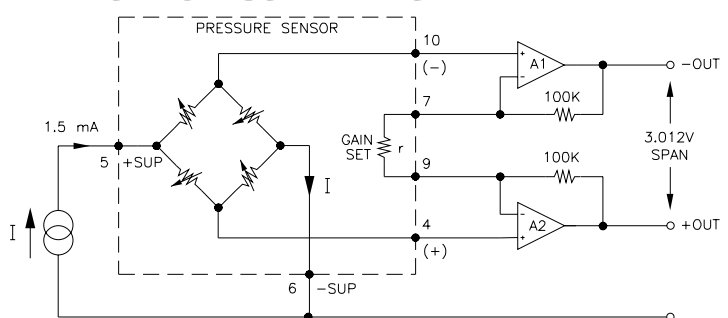 PRESSURE SENSOR
10
(-)
A1
+
-
-OUT
7
100K
1.5 mA
5
+SUP
GAIN
SET
r
3.012V
SPAN
I
9
100K
I
A2
-
+
+OUT
4
(+)
6
-SUP